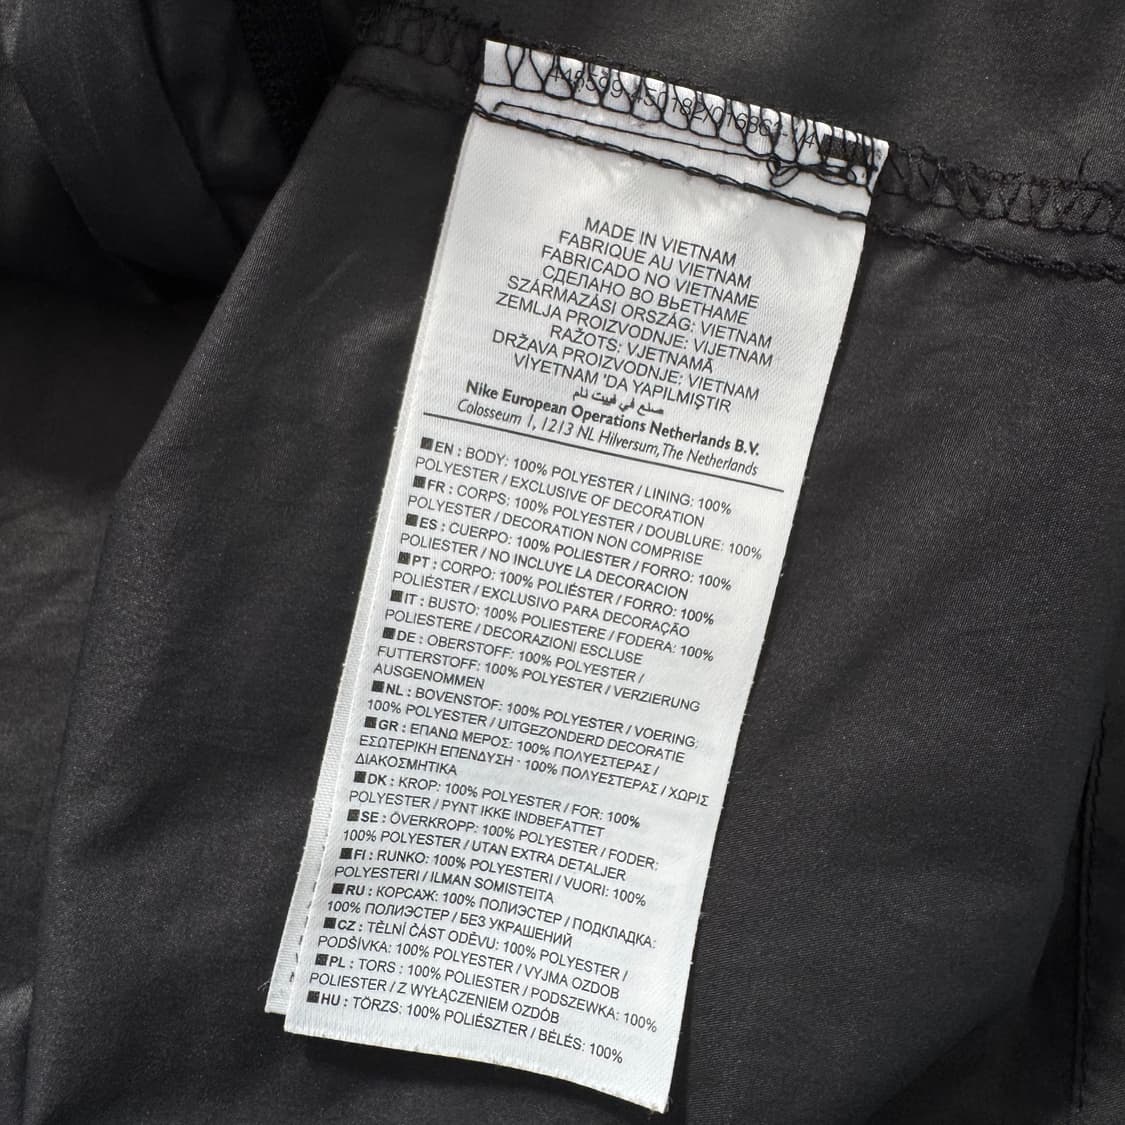 MADE IN VIETNAM
FABRIQUE AU VIETNAM
FABRICADO NO VIETNAME
СДЕЛАНО ВО ВЬЕТНАМЕ
SZÁRMAZÁSI ORSZÁG: VIETNAM
ZEMLJA PROIZVODNJE: VIJETNAM
RAŽOTS: VJETNAMĀ
DRŽAVA PROIZVODNJE: VIETNAM
VİYETNAM 'DA YAPILMIŞTIR
صنع في فييت نام
Nike European Operations Netherlands B.V.
Colosseum 1, 1213 NL Hilversum, The Netherlands
EN : BODY: 100% POLYESTER / LINING: 100%
POLYESTER / EXCLUSIVE OF DECORATION
FR : CORPS: 100% POLYESTER / DOUBLURE: 100%
POLYESTER / DECORATION NON COMPRISE
ES : CUERPO: 100% POLIESTER / FORRO: 100%
POLIESTER / NO INCLUYE LA DECORACION
PT : CORPO: 100% POLIÉSTER / FORRO: 100%
POLIÉSTER / EXCLUSIVO PARA DECORAÇÃO
IT : BUSTO: 100% POLIESTERE / FODERA: 100%
POLIESTERE / DECORAZIONI ESCLUSE
DE : OBERSTOFF: 100% POLYESTER /
FUTTERSTOFF: 100% POLYESTER / VERZIERUNG
AUSGENOMMEN
NL : BOVENSTOF: 100% POLYESTER / VOERING:
100% POLYESTER / UITGEZONDERD DECORATIE
GR : ΕΠΑΝΩ ΜΕΡΟΣ: 100% ΠΟΛΥΕΣΤΕΡΑΣ /
ΕΣΩΤΕΡΙΚΗ ΕΠΕΝΔΥΣΗ · 100% ΠΟΛΥΕΣΤΕΡΑΣ / ΧΩΡΙΣ
ΔΙΑΚΟΣΜΗΤΙΚΑ
DK : KROP: 100% POLYESTER / FOR: 100%
POLYESTER / PYNT IKKE INDBEFATTET
SE : ÖVERKROPP: 100% POLYESTER / FODER:
100% POLYESTER / UTAN EXTRA DETALJER
FI : RUNKO: 100% POLYESTERI / VUORI: 100%
POLYESTERI / ILMAN SOMISTEITA
RU : КОРСАЖ: 100% ПОЛИЭСТЕР / ПОДКЛАДКА:
100% ПОЛИЭСТЕР / БЕЗ УКРАШЕНИЙ
CZ : TĚLNÍ ČÁST ODĚVU: 100% POLYESTER /
PODŠÍVKA: 100% POLYESTER / VYJMA OZDOB
PL : TORS : 100% POLIESTER / PODSZEWKA: 100%
POLIESTER / Z WYŁĄCZENIEM OZDÓB
HU : TÖRZS: 100% POLIÉSZTER / BÉLÉS: 100%